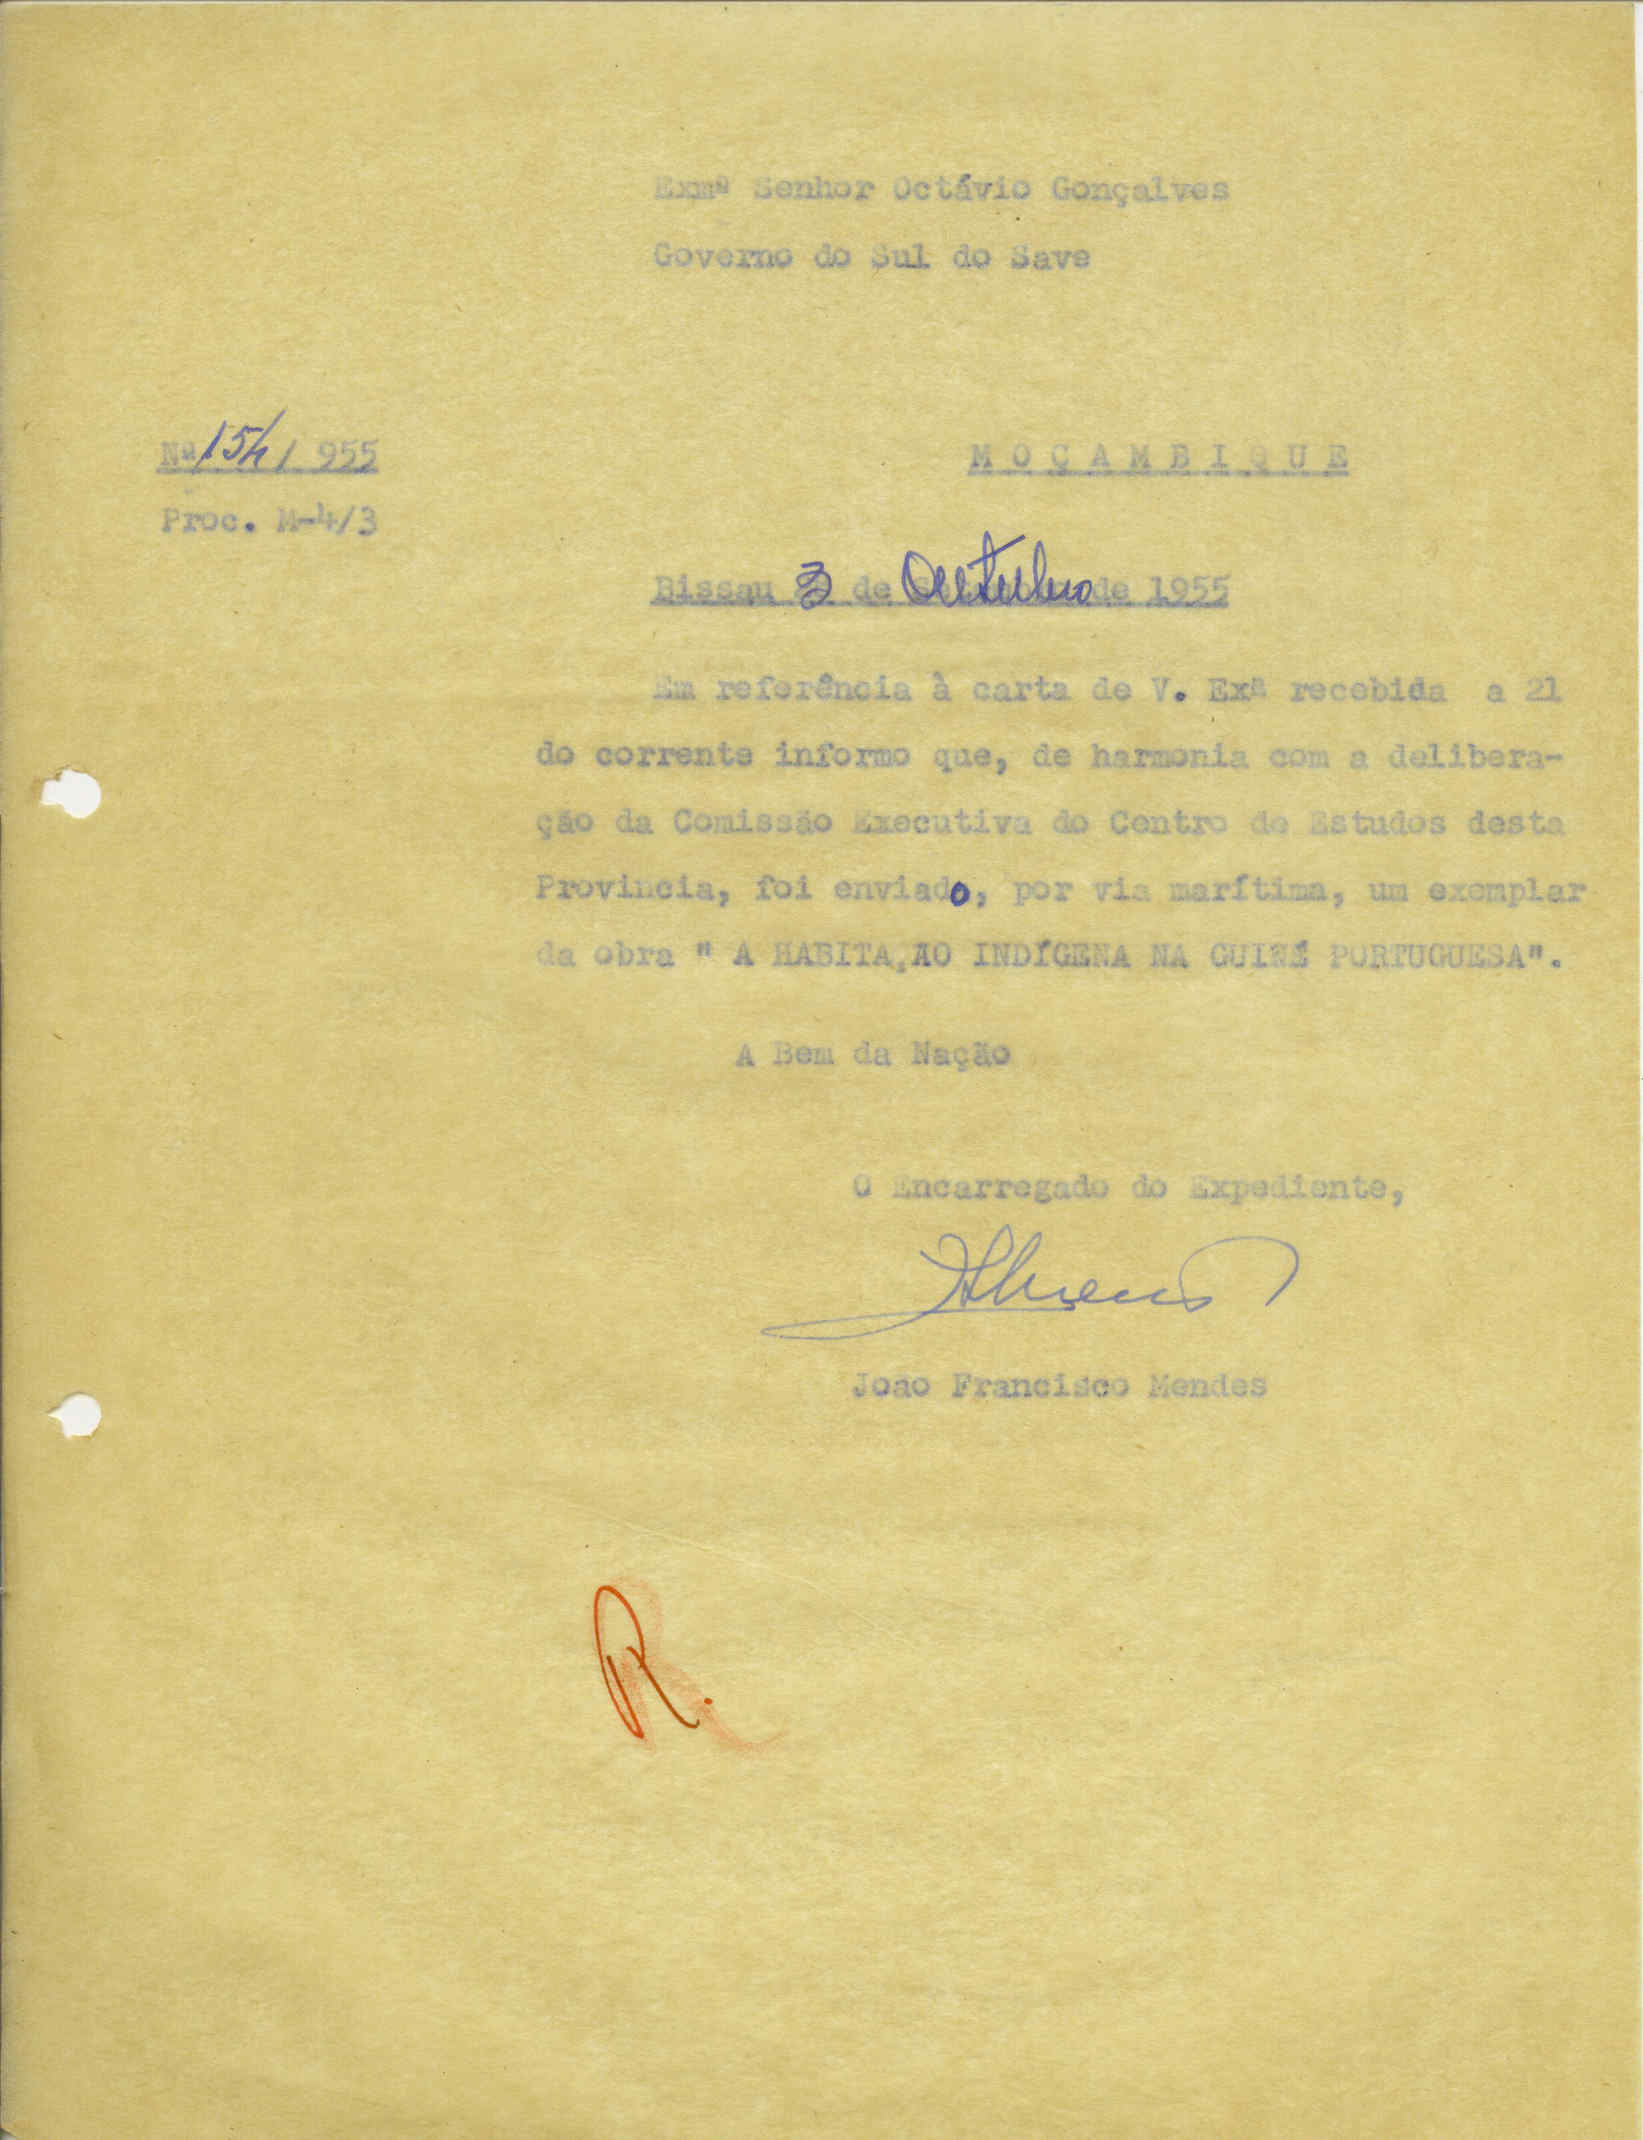 Exmº Senhor Octávio Gonçalves
Governo do Sul do Save
Nº 154/ 955
MOÇAMBIQUE
Proc. M-4/3
Bissau 3 de Outubro de 1955
Em referência à carta de V. Exª recebida a 21
do corrente informo que, de harmonia com a delibera-
ção da Comissão Executiva do Centro de Estudos desta
Provincia, foi enviado, por via marítima, um exemplar
da obra " A HABITA,AO INDÍGENA NA GUINÉ PORTUGUESA".
A Bem da Nação
O Encarregado do Expediente,
Joao Francisco Mendes
R.